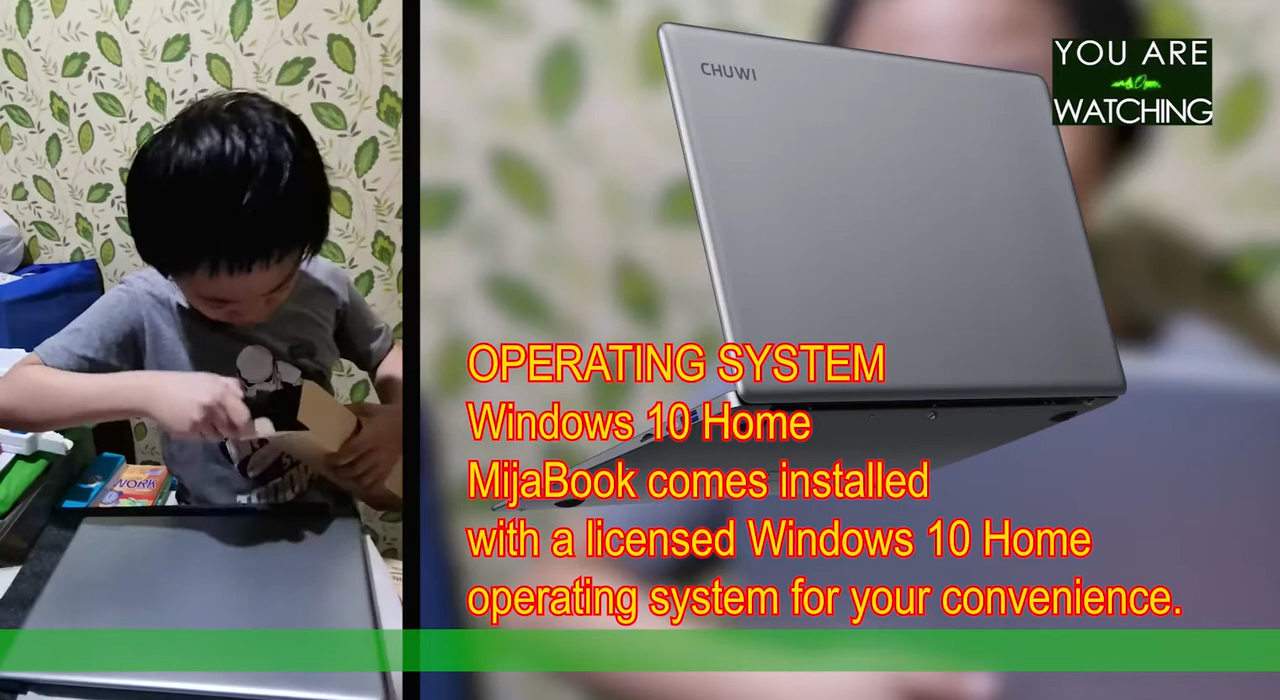 CHUWI
YOU ARE
WATCHING
OPERATING SYSTEM
Windows 10 Home
MijaBook comes installed
with a licensed Windows 10 Home
operating system for your convenience.
WORK